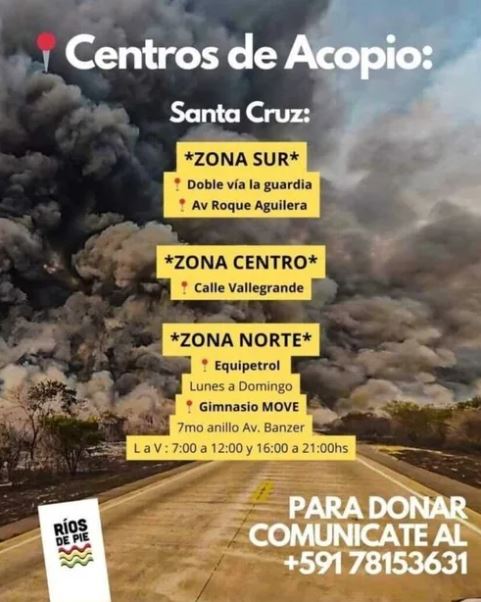 📍Centros de Acopio:
Santa Cruz:
*ZONA SUR*
📍 Doble vía la guardia
📍 Av Roque Aguilera
*ZONA CENTRO*
📍 Calle Vallegrande
*ZONA NORTE*
📍 Equipetrol
Lunes a Domingo
📍 Gimnasio MOVE
7mo anillo Av. Banzer
L a V : 7:00 a 12:00 y 16:00 a 21:00hs
PARA DONAR
COMUNICATE AL
+591 78153631
RÍOS
DE PIE